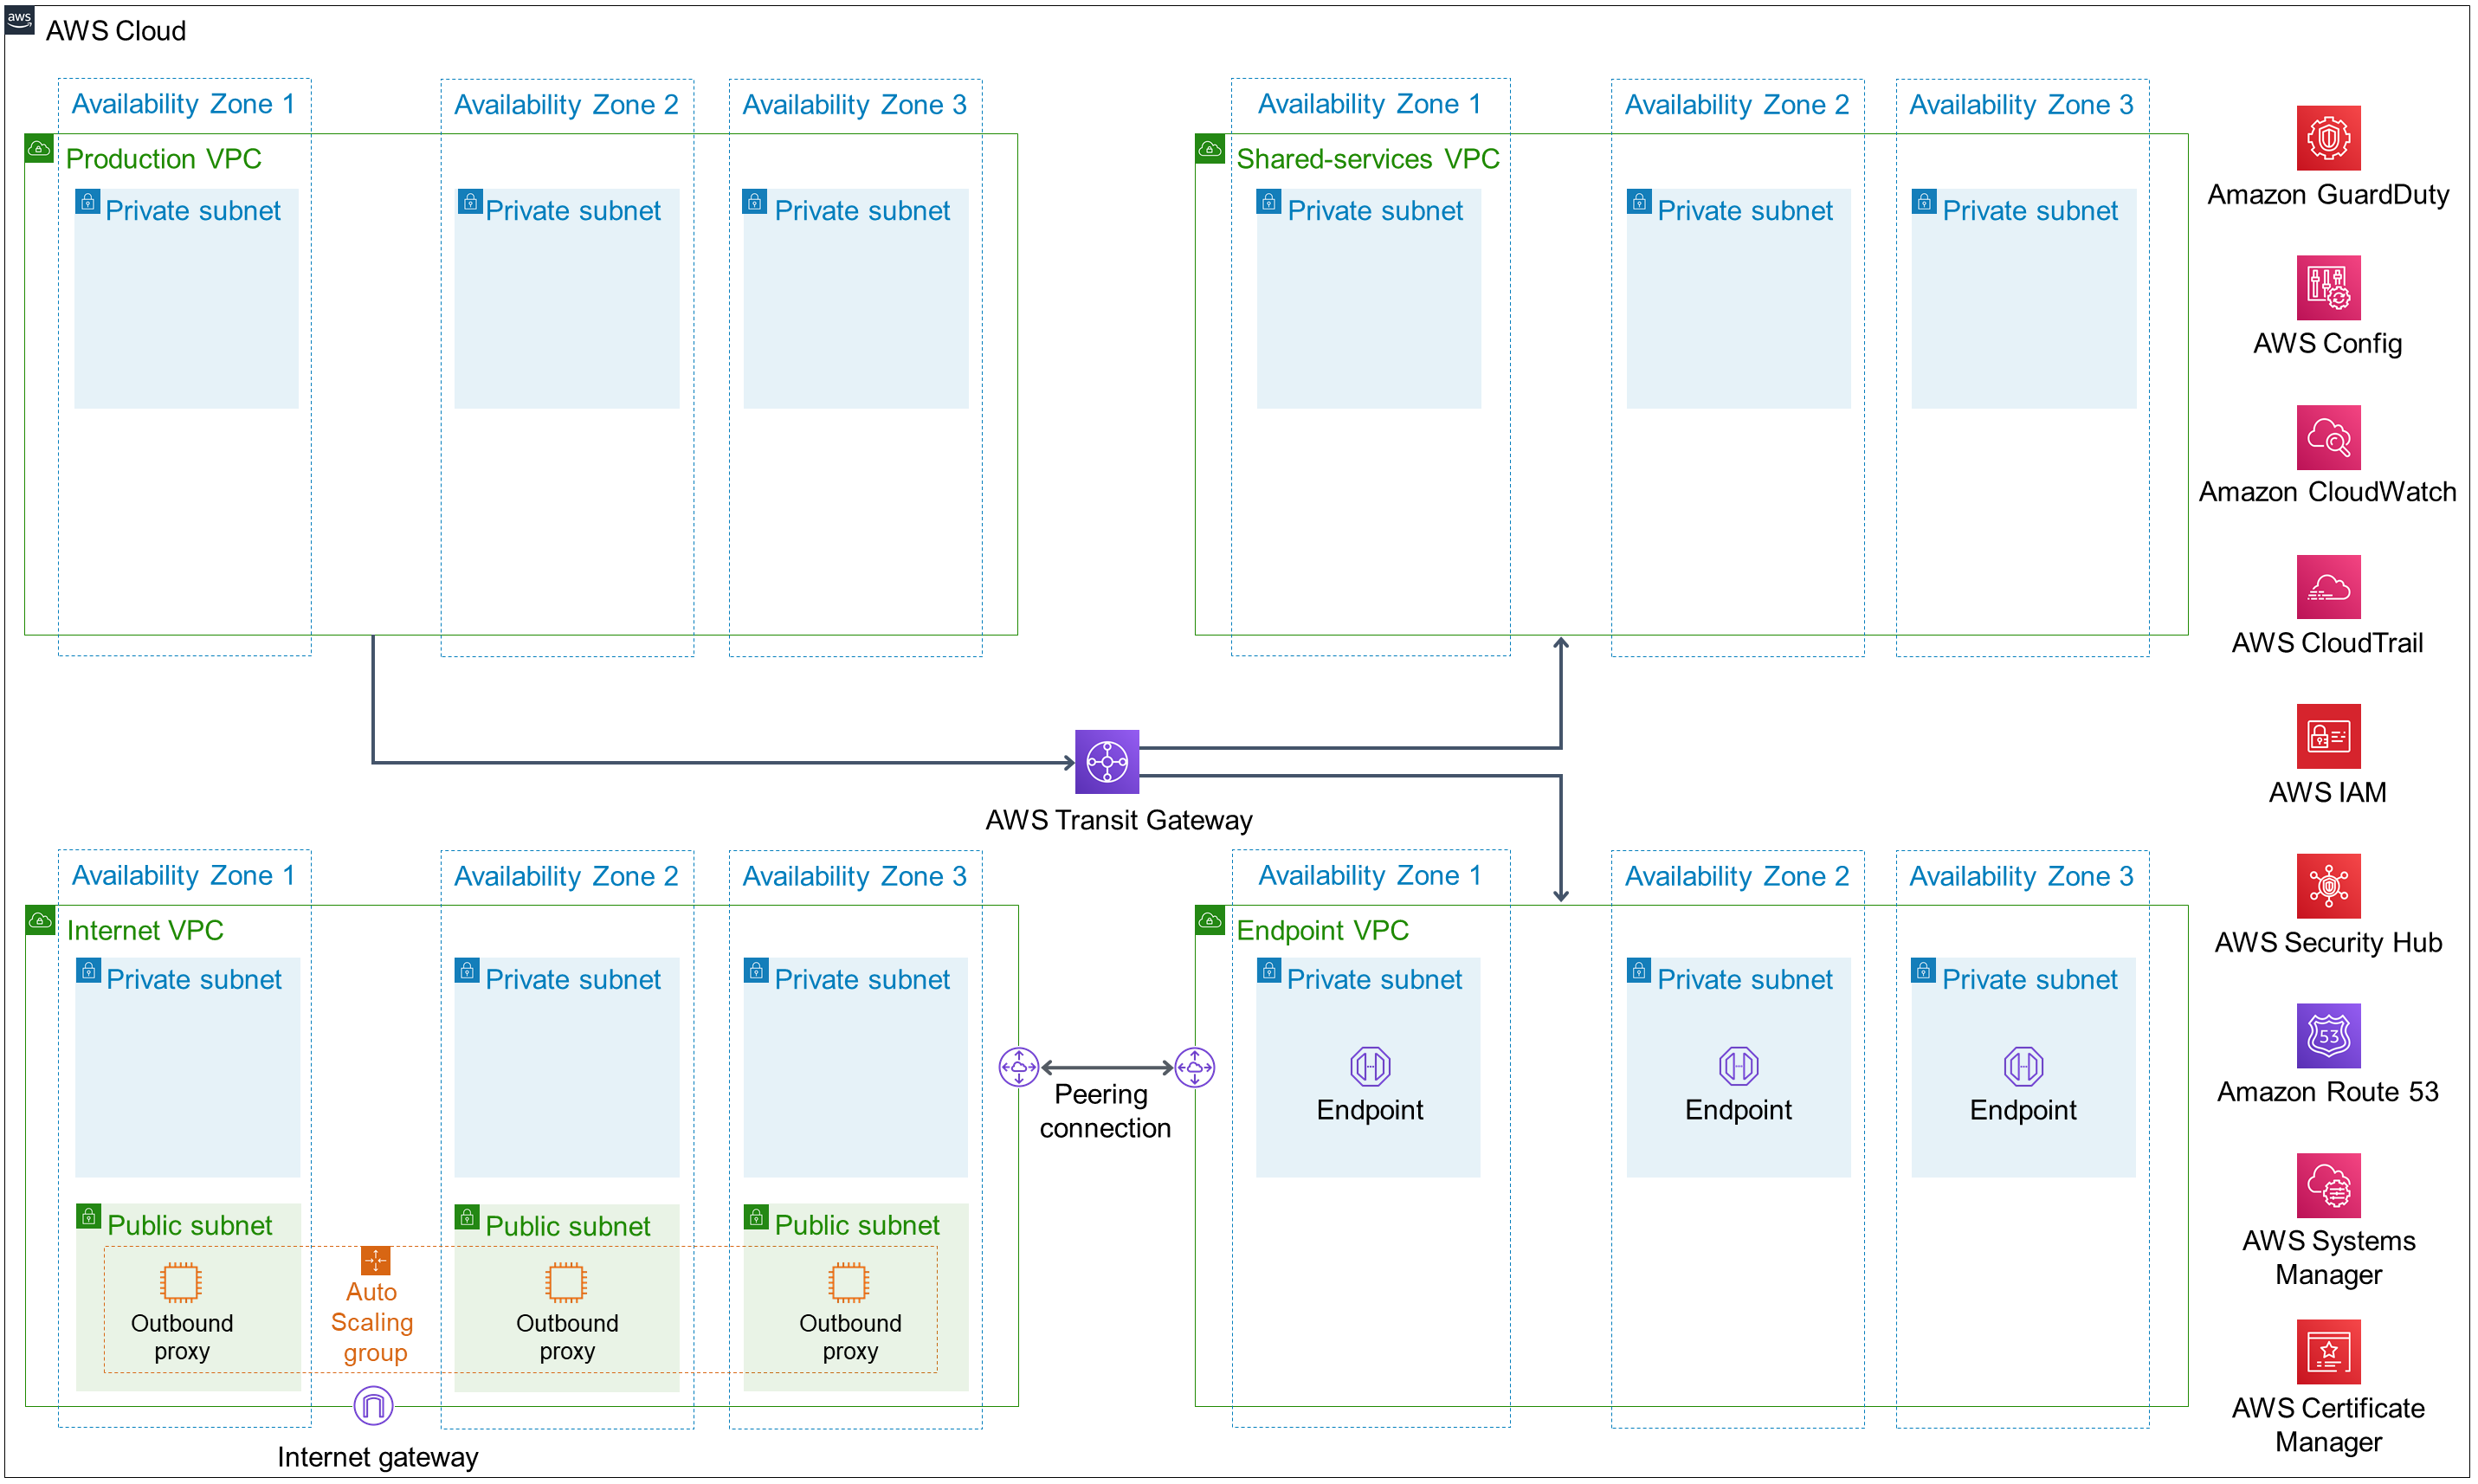 aws
AWS Cloud
Availability Zone 1
Availability Zone 2
Availability Zone 3
Production VPC
Private subnet
Private subnet
Private subnet
Availability Zone 1
Availability Zone 2
Availability Zone 3
Shared-services VPC
Private subnet
Private subnet
Private subnet
AWS Transit Gateway
Availability Zone 1
Availability Zone 2
Availability Zone 3
Internet VPC
Private subnet
Private subnet
Private subnet
Public subnet
Public subnet
Public subnet
Outbound
proxy
Auto
Scaling
group
Outbound
proxy
Outbound
proxy
Internet gateway
Peering
connection
Availability Zone 1
Availability Zone 2
Availability Zone 3
Endpoint VPC
Private subnet
Private subnet
Private subnet
Endpoint
Endpoint
Endpoint
Amazon GuardDuty
AWS Config
Amazon CloudWatch
AWS CloudTrail
AWS IAM
AWS Security Hub
53
Amazon Route 53
AWS Systems
Manager
AWS Certificate
Manager